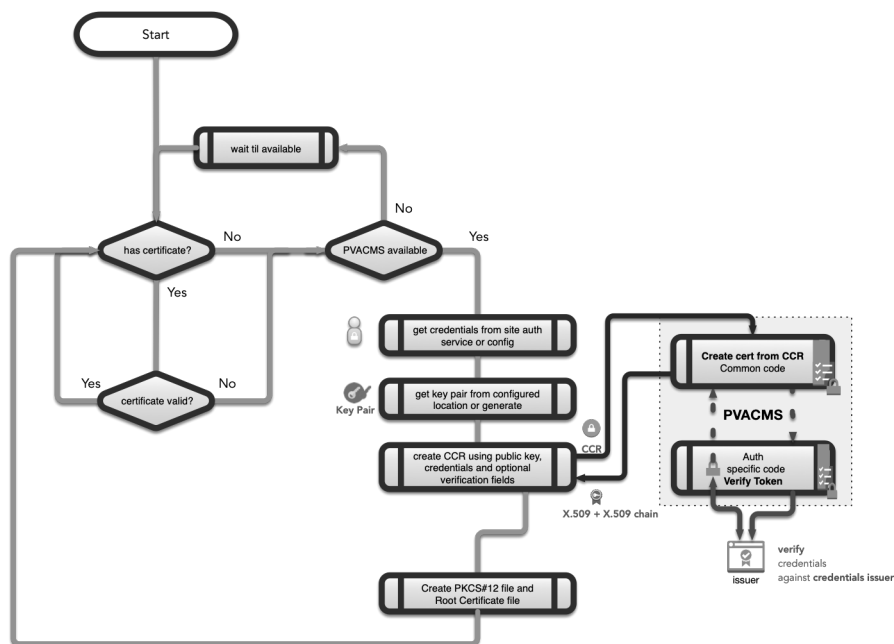 Start
wait til available
No
has certificate?
No
PVACMS available
Yes
Yes
get credentials from site auth
service or config
Create cert from CCR
Common code
Yes
certificate valid?
No
Key Pair
get key pair from configured
location or generate
PVACMS
create CCR using public key,
credentials and optional
verification fields
CCR
Auth
specific code
Verify Token
X.509 + X.509 chain
issuer
verify
credentials
against credentials issuer
Create PKCS#12 file and
Root Certificate file